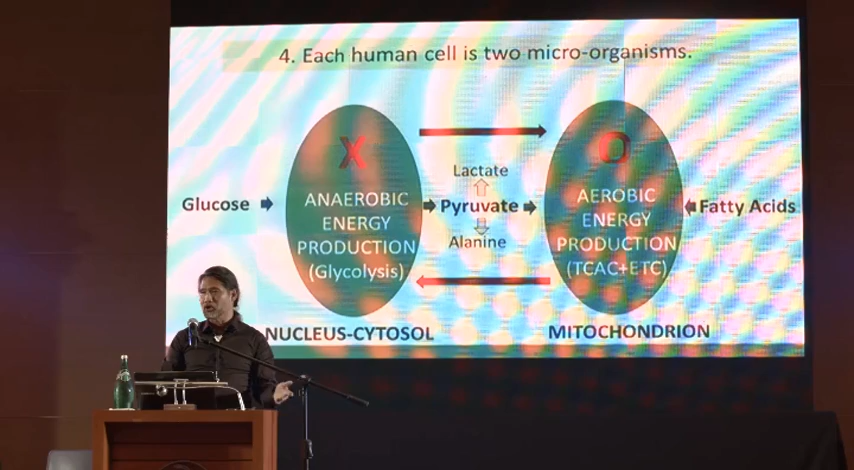 4. Each human cell is two micro-organisms.
X
O
Lactate
Glucose
ANAEROBIC
ENERGY
PRODUCTION
(Glycolysis)
Pyruvate
AEROBIC
ENERGY
PRODUCTION
(TCAC+ETC)
Fatty Acids
Alanine
NUCLEUS-CYTOSOL
MITOCHONDRION